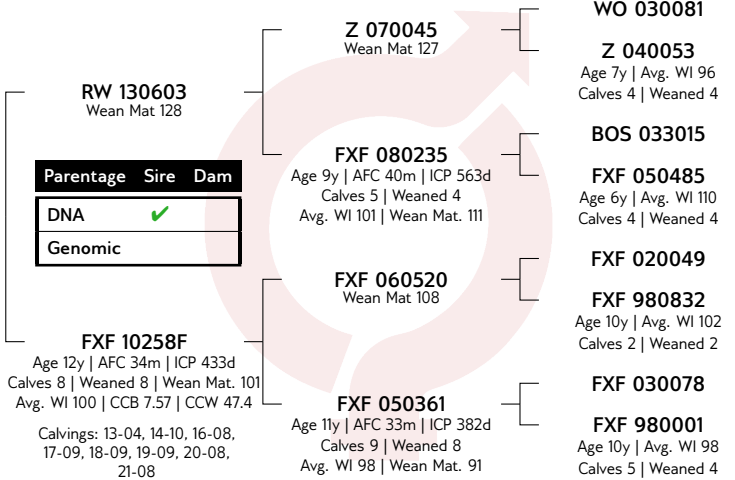 RW 130603
Wean Mat 128
Parentage Sire Dam
DNA ✔
Genomic
FXF 10258F
Age 12y | AFC 34m | ICP 433d
Calves 8 | Weaned 8 | Wean Mat. 101
Avg. WI 100 | CCB 7.57 | CCW 47.4
Calvings: 13-04, 14-10, 16-08,
17-09, 18-09, 19-09, 20-08,
21-08
Z 070045
Wean Mat 127
FXF 080235
Age 9y | AFC 40m | ICP 563d
Calves 5 | Weaned 4
Avg. WI 101 | Wean Mat. 111
FXF 060520
Wean Mat 108
FXF 050361
Age 11y | AFC 33m | ICP 382d
Calves 9 | Weaned 8
Avg. WI 98 | Wean Mat. 91
WO 030081
Z 040053
Age 7y | Avg. WI 96
Calves 4 | Weaned 4
BOS 033015
FXF 050485
Age 6y | Avg. WI 110
Calves 4 | Weaned 4
FXF 020049
FXF 980832
Age 10y | Avg. WI 102
Calves 2 | Weaned 2
FXF 030078
FXF 980001
Age 10y | Avg. WI 98
Calves 5 | Weaned 4